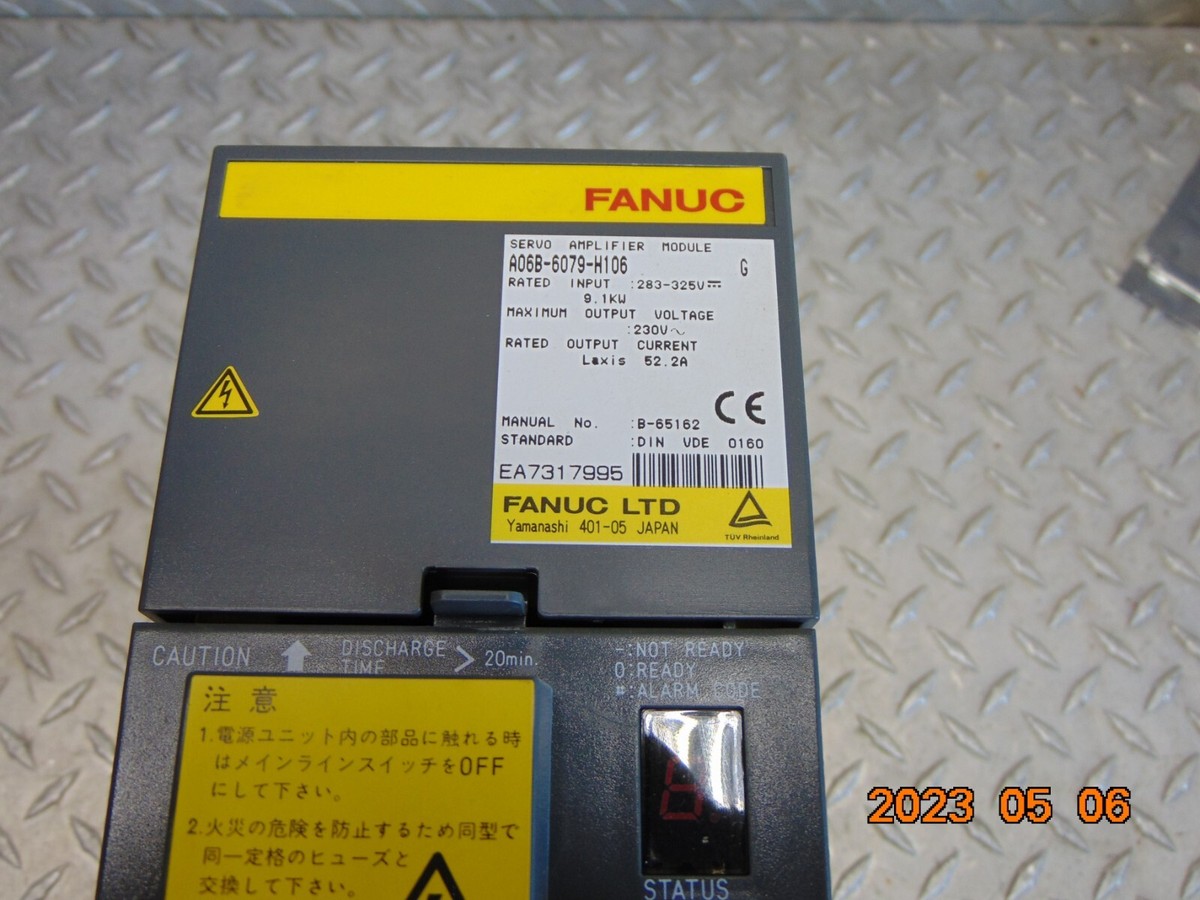 FANUC
SERVO AMPLIFIER MODULE
A06B-6079-H106 G
RATED INPUT :283-325V⎓
9.1KW
MAXIMUM OUTPUT VOLTAGE
:230V～
RATED OUTPUT CURRENT
Laxis 52.2A
CE
MANUAL No. :B-65162
STANDARD :DIN VDE 0160
EA7317995
FANUC LTD
Yamanashi 401-05 JAPAN
TÜV Rheinland
CAUTION DISCHARGE TIME > 20min.
-:NOT READY
0:READY
#:ALARM CODE
注意
1.電源ユニット内の部品に触れる時
はメインラインスイッチをOFF
にして下さい。
2.火災の危険を防止するため同型で
同一定格のヒューズと
交換して下さい。
STATUS
2023 05 06